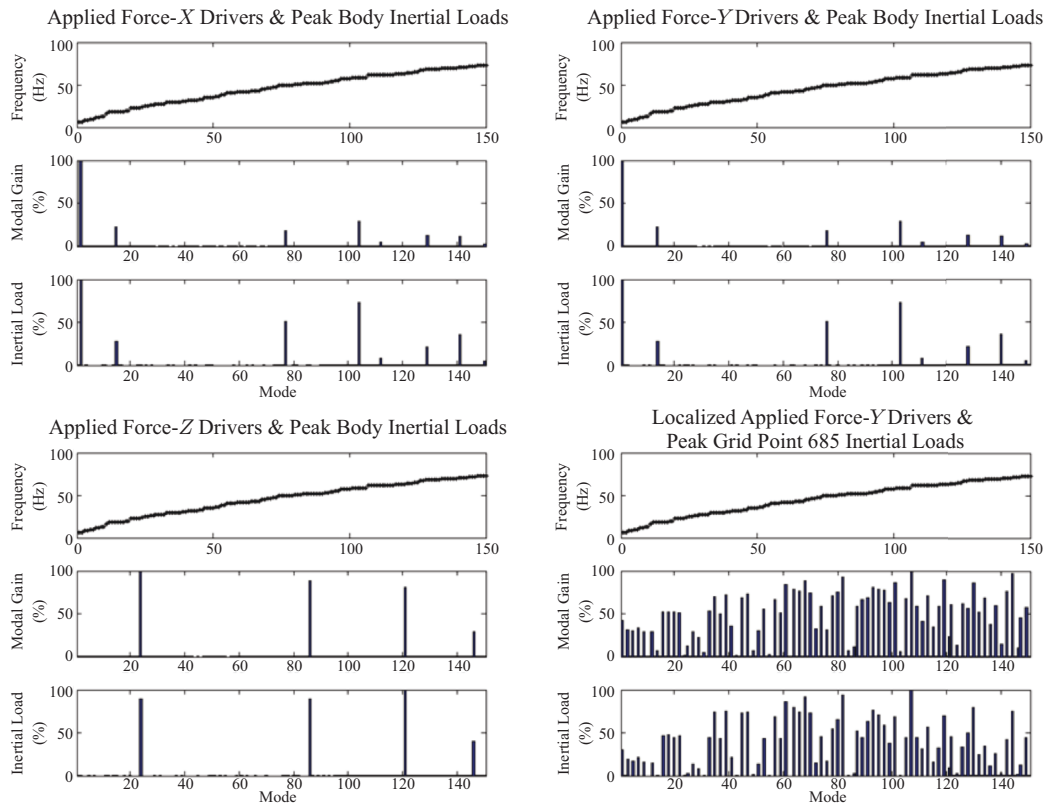 Applied Force-X Drivers & Peak Body Inertial Loads
Frequency
(Hz)
100
50
0
0 50 100 150
Modal Gain
(%)
100
50
0
20 40 60 80 100 120 140
Inertial Load
(%)
100
50
0
20 40 60 80 100 120 140
Mode
Applied Force-Y Drivers & Peak Body Inertial Loads
Frequency
(Hz)
100
50
0
0 50 100 150
Modal Gain
(%)
100
50
0
20 40 60 80 100 120 140
Inertial Load
(%)
100
50
0
20 40 60 80 100 120 140
Mode
Applied Force-Z Drivers & Peak Body Inertial Loads
Frequency
(Hz)
100
50
0
0 50 100 150
Modal Gain
(%)
100
50
0
20 40 60 80 100 120 140
Inertial Load
(%)
100
50
0
20 40 60 80 100 120 140
Mode
Localized Applied Force-Y Drivers &
Peak Grid Point 685 Inertial Loads
Frequency
(Hz)
100
50
0
0 50 100 150
Modal Gain
(%)
100
50
0
20 40 60 80 100 120 140
Inertial Load
(%)
100
50
0
20 40 60 80 100 120 140
Mode